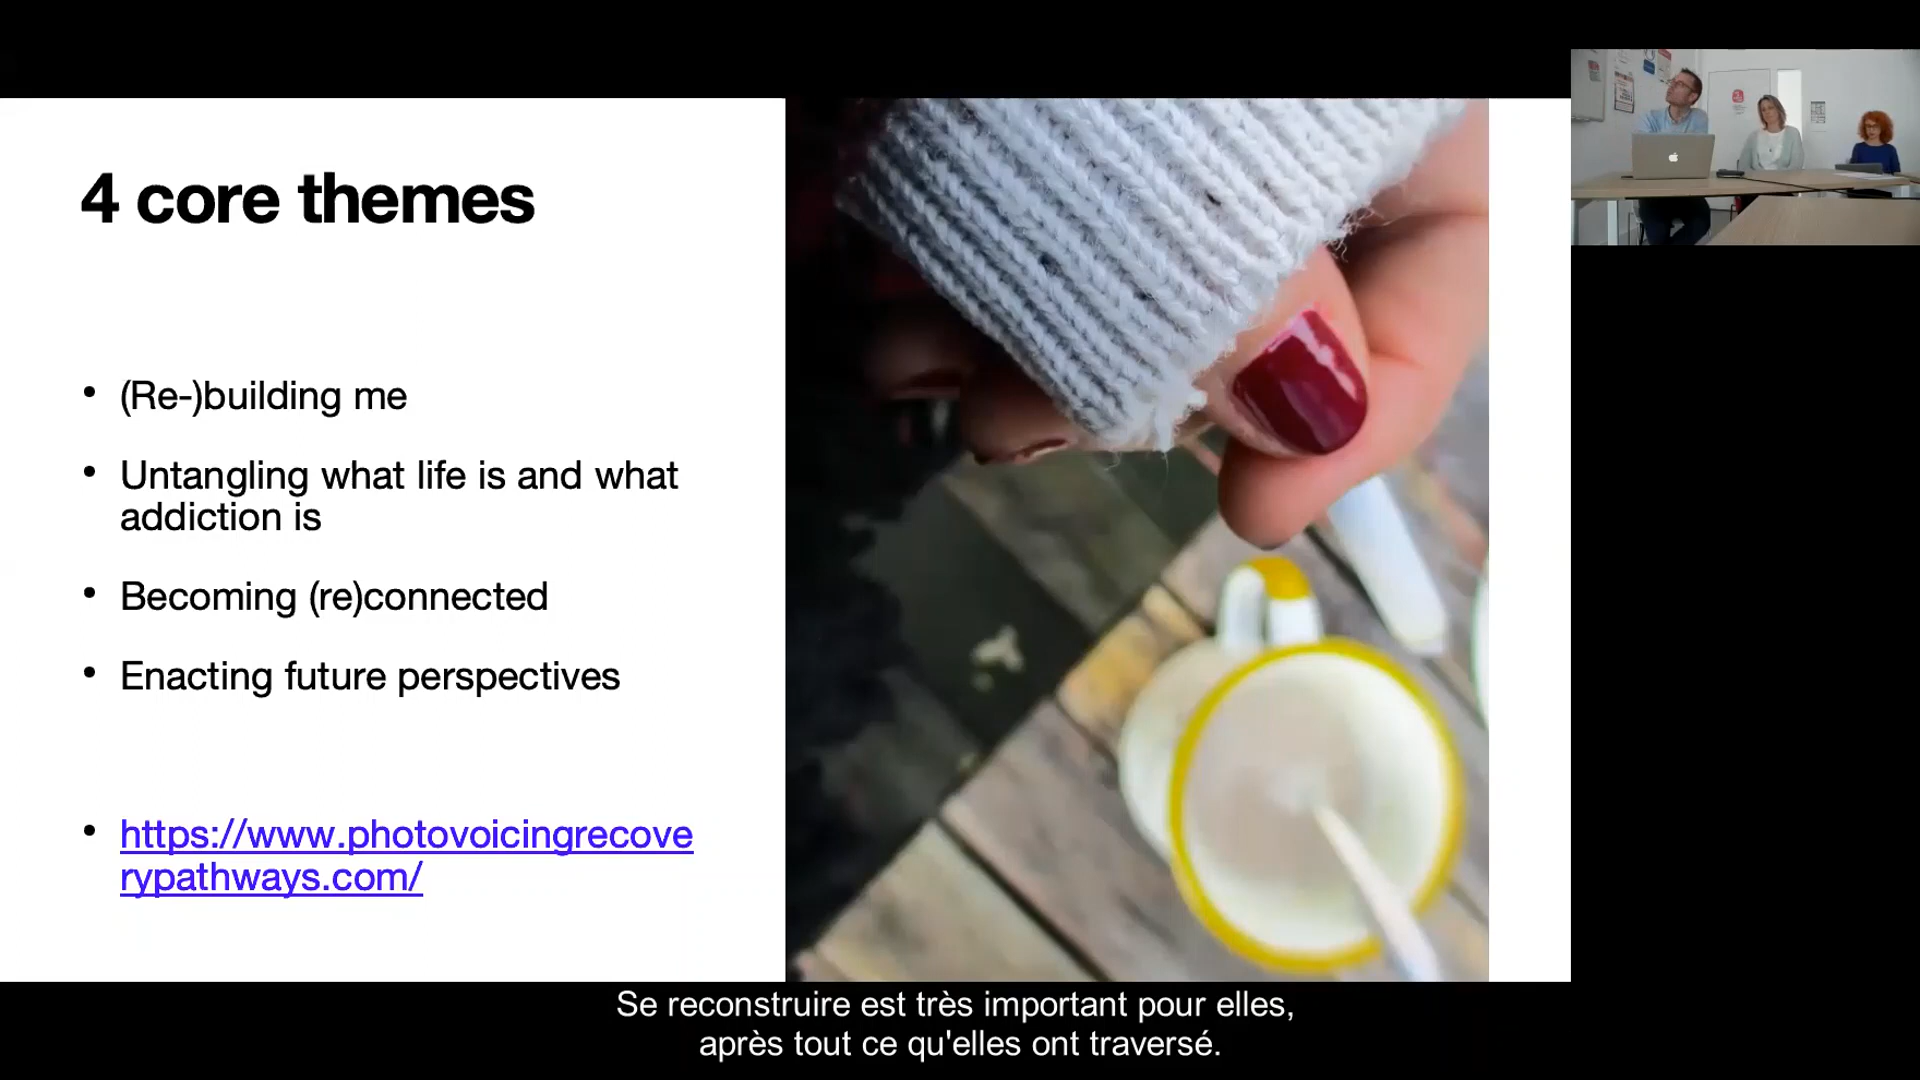 4 core themes
• (Re-)building me
• Untangling what life is and what
addiction is
• Becoming (re)connected
• Enacting future perspectives
• https://www.photovoicingrecove
rypathways.com/
Se reconstruire est très important pour elles,
après tout ce qu'elles ont traversé.